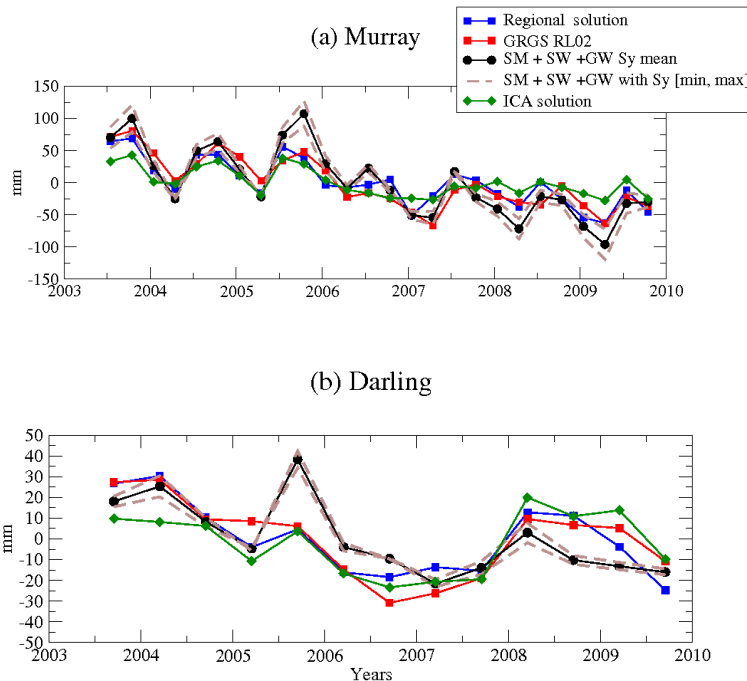 (a) Murray
Regional solution
GRGS RL02
SM + SW +GW Sy mean
SM + SW +GW with Sy [min, max]
ICA solution
150
100
50
0
-50
-100
-150
mm
2003 2004 2005 2006 2007 2008 2009 2010
(b) Darling
50
40
30
20
10
0
-10
-20
-30
-40
-50
mm
2003 2004 2005 2006 2007 2008 2009 2010
Years